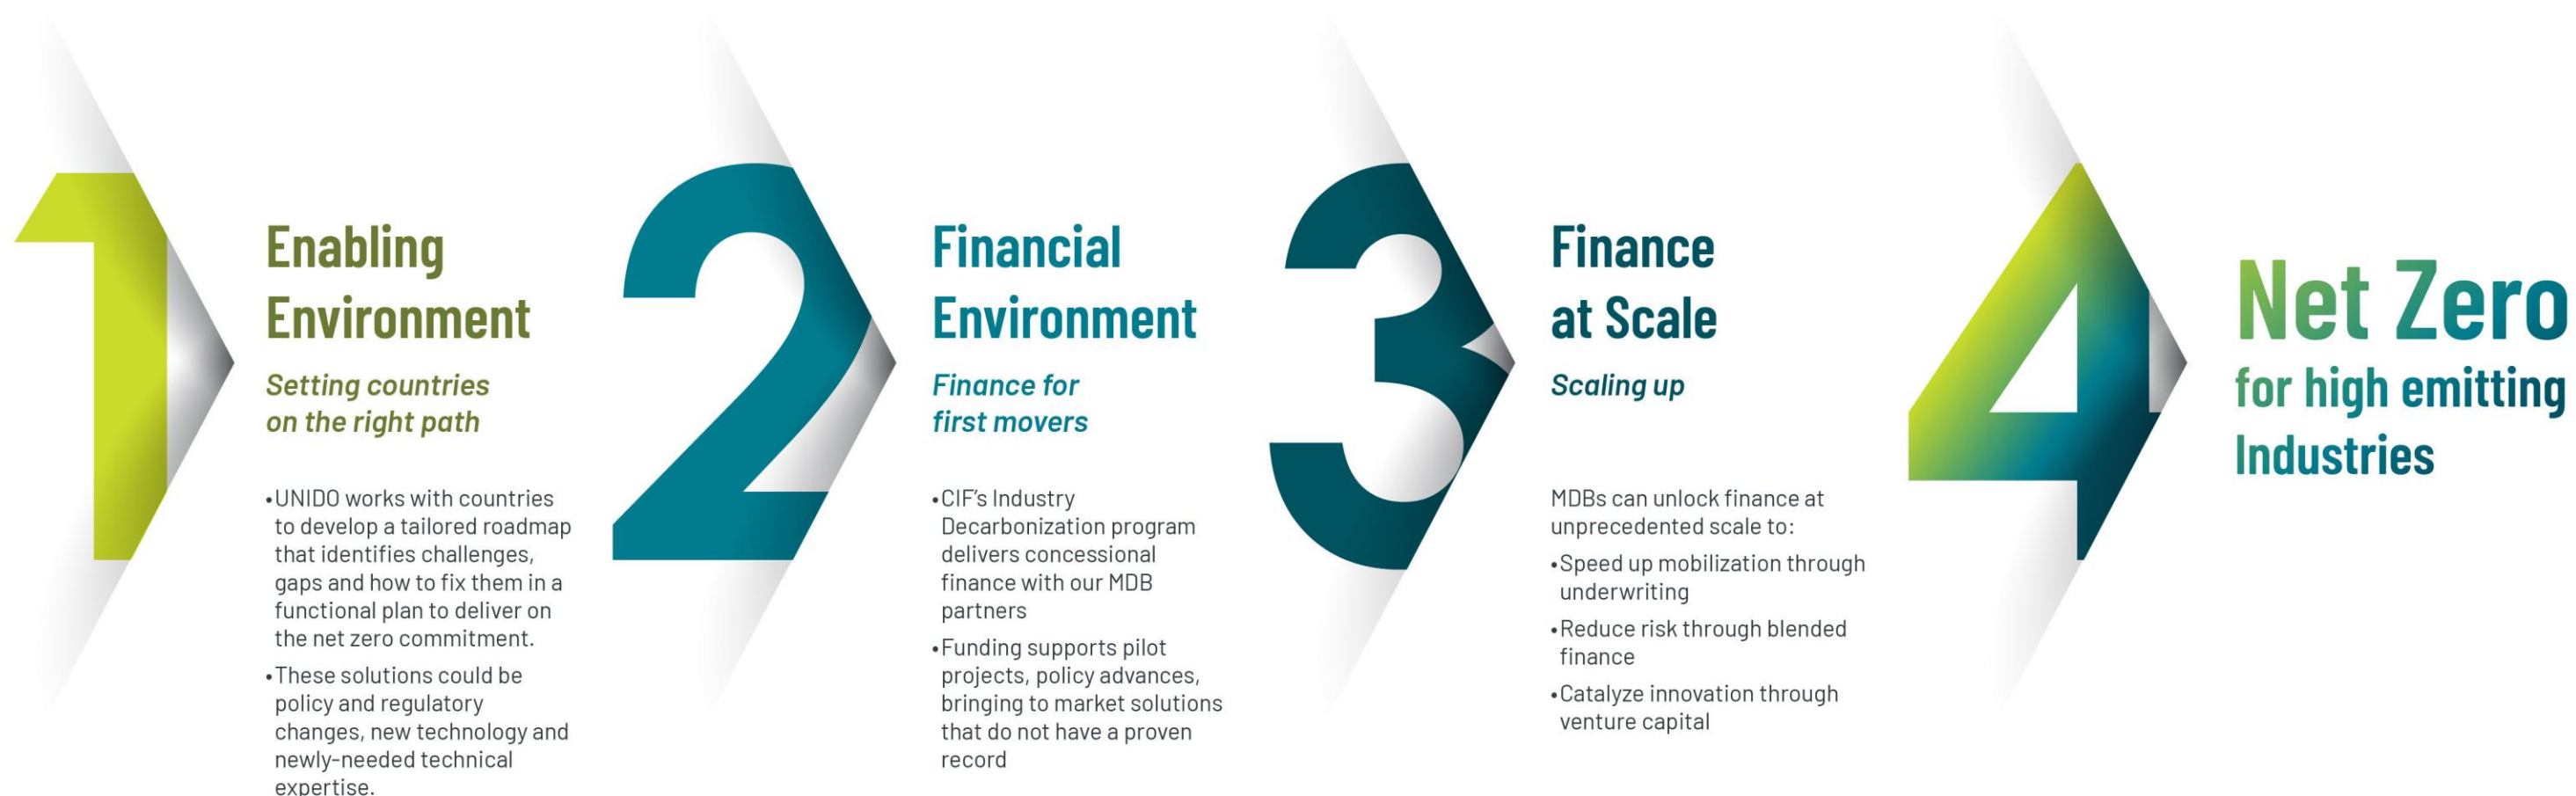 1
Enabling
Environment
Setting countries
on the right path
•UNIDO works with countries
to develop a tailored roadmap
that identifies challenges,
gaps and how to fix them in a
functional plan to deliver on
the net zero commitment.
•These solutions could be
policy and regulatory
changes, new technology and
newly-needed technical
expertise.
2
Financial
Environment
Finance for
first movers
•CIF’s Industry
Decarbonization program
delivers concessional
finance with our MDB
partners
•Funding supports pilot
projects, policy advances,
bringing to market solutions
that do not have a proven
record
3
Finance
at Scale
Scaling up
MDBs can unlock finance at
unprecedented scale to:
•Speed up mobilization through
underwriting
•Reduce risk through blended
finance
•Catalyze innovation through
venture capital
4
Net Zero
for high emitting
Industries